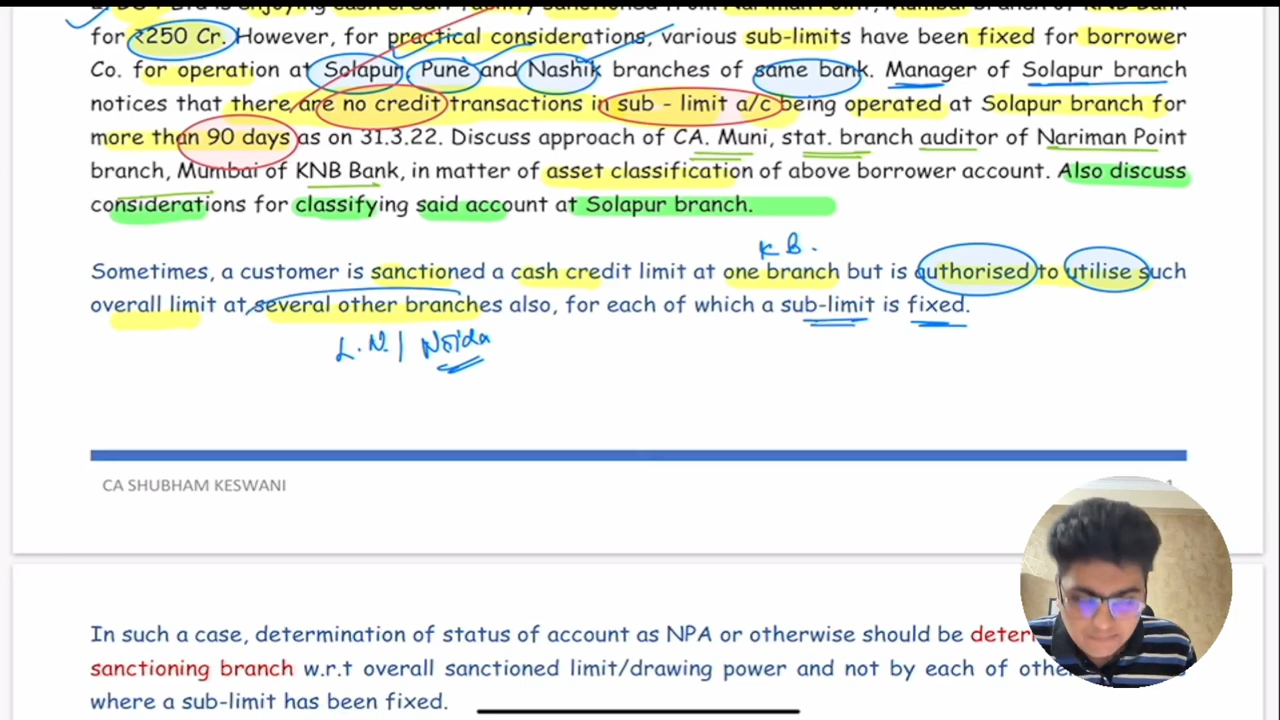 for ₹250 Cr. However, for practical considerations, various sub-limits have been fixed for borrower
Co. for operation at Solapur, Pune and Nashik branches of same bank. Manager of Solapur branch
notices that there are no credit transactions in sub - limit a/c being operated at Solapur branch for
more than 90 days as on 31.3.22. Discuss approach of CA. Muni, stat. branch auditor of Nariman Point
branch, Mumbai of KNB Bank, in matter of asset classification of above borrower account. Also discuss
considerations for classifying said account at Solapur branch.
K B.
Sometimes, a customer is sanctioned a cash credit limit at one branch but is authorised to utilise such
overall limit at several other branches also, for each of which a sub-limit is fixed.
L.N. | Noida
CA SHUBHAM KESWANI
In such a case, determination of status of account as NPA or otherwise should be
sanctioning branch w.r.t overall sanctioned limit/drawing power and not by each of
where a sub-limit has been fixed.